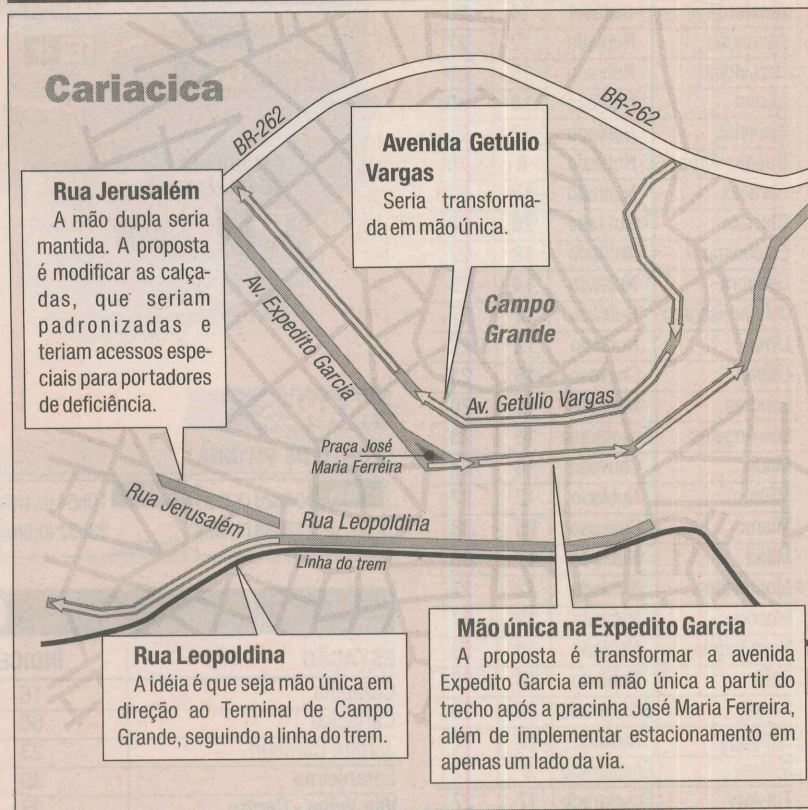 Cariacica
BR-262
BR-262
Avenida Getúlio
Vargas
Seria transforma-
da em mão única.
Rua Jerusalém
A mão dupla seria
mantida. A proposta
é modificar as calça-
das, que seriam
padronizadas e
teriam acessos espe-
ciais para portadores
de deficiência.
Av. Expedito Garcia
Campo
Grande
Av. Getúlio Vargas
Praça José
Maria Ferreira
Rua Jerusalém
Rua Leopoldina
Linha do trem
Rua Leopoldina
A idéia é que seja mão única em
direção ao Terminal de Campo
Grande, seguindo a linha do trem.
Mão única na Expedito Garcia
A proposta é transformar a avenida
Expedito Garcia em mão única a partir do
trecho após a pracinha José Maria Ferreira,
além de implementar estacionamento em
apenas um lado da via.